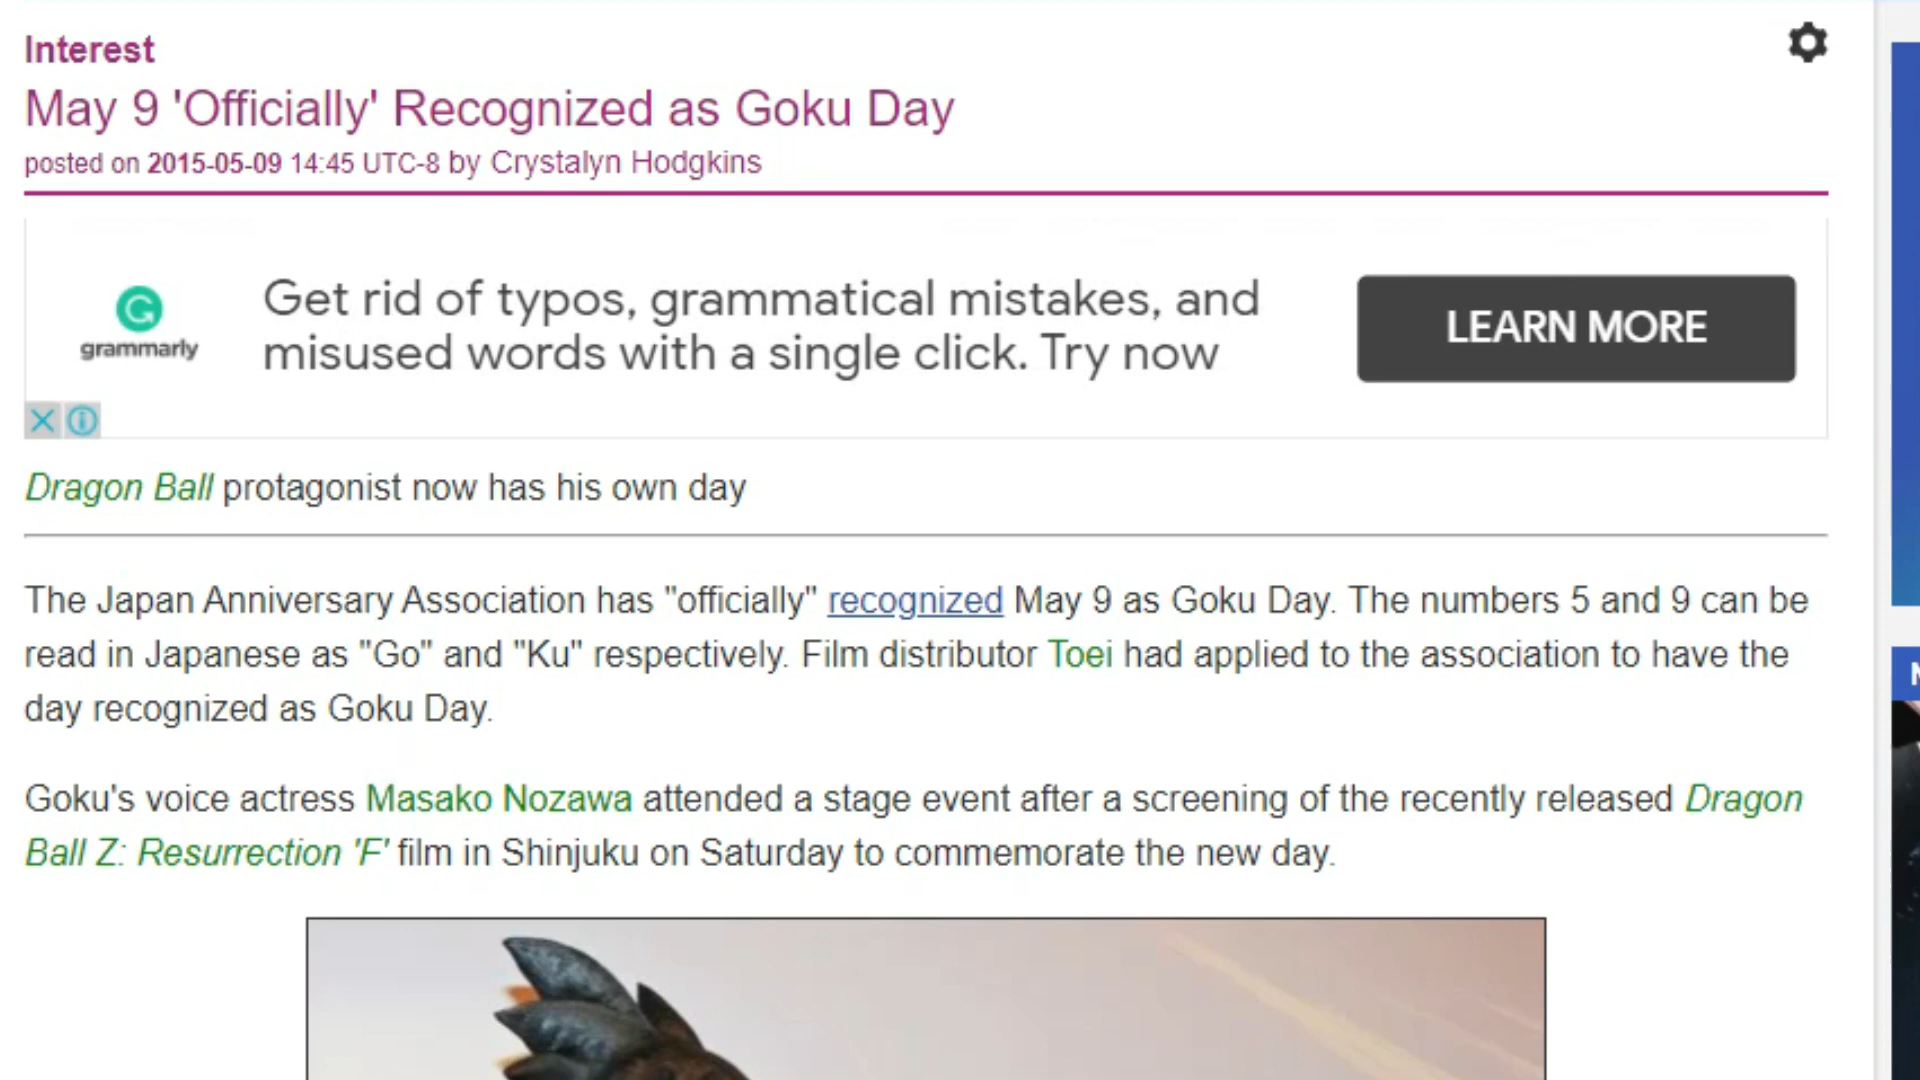 Interest
May 9 'Officially' Recognized as Goku Day
posted on 2015-05-09 14:45 UTC-8 by Crystalyn Hodgkins
Get rid of typos, grammatical mistakes, and
misused words with a single click. Try now
grammarly
LEARN MORE
Dragon Ball protagonist now has his own day
The Japan Anniversary Association has "officially" recognized May 9 as Goku Day. The numbers 5 and 9 can be
read in Japanese as "Go" and "Ku" respectively. Film distributor Toei had applied to the association to have the
day recognized as Goku Day.
Goku's voice actress Masako Nozawa attended a stage event after a screening of the recently released Dragon
Ball Z: Resurrection 'F' film in Shinjuku on Saturday to commemorate the new day.